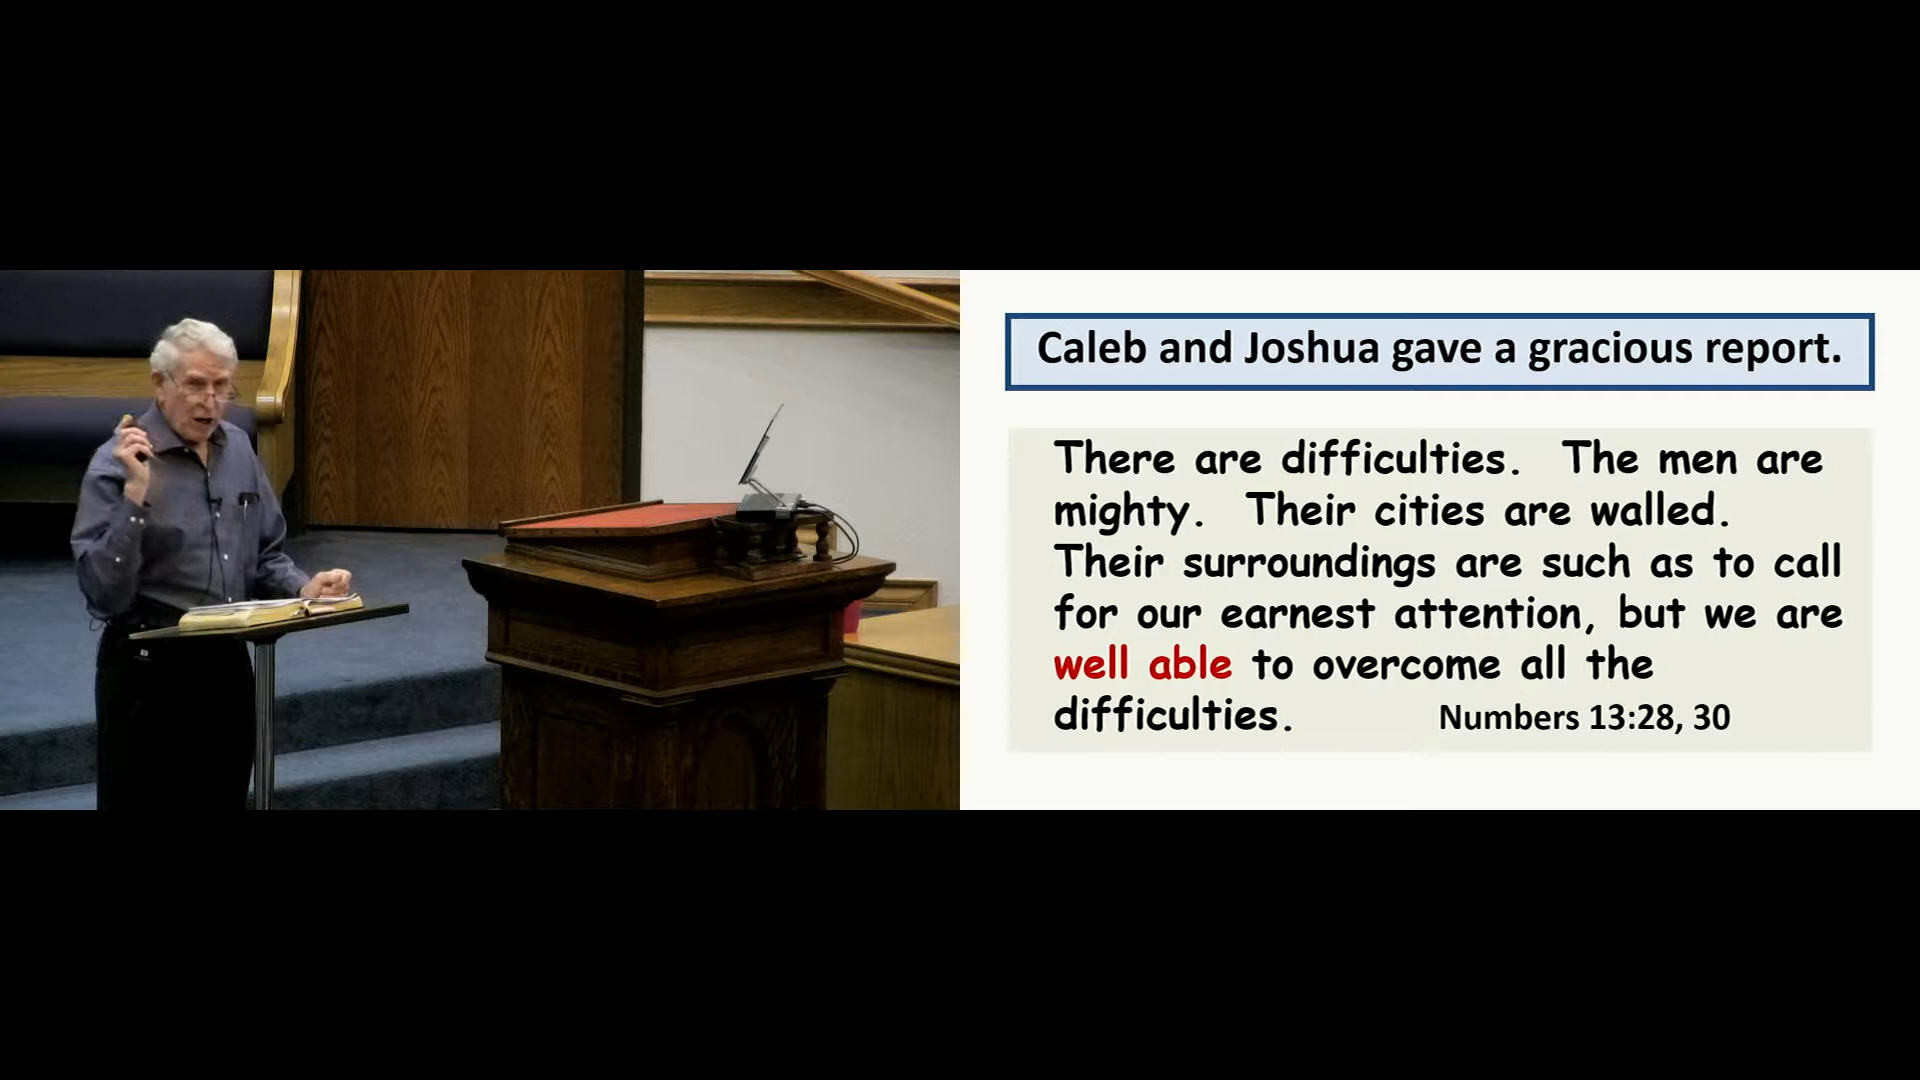 Caleb and Joshua gave a gracious report.
There are difficulties. The men are
mighty. Their cities are walled.
Their surroundings are such as to call
for our earnest attention, but we are
well able to overcome all the
difficulties. Numbers 13:28, 30